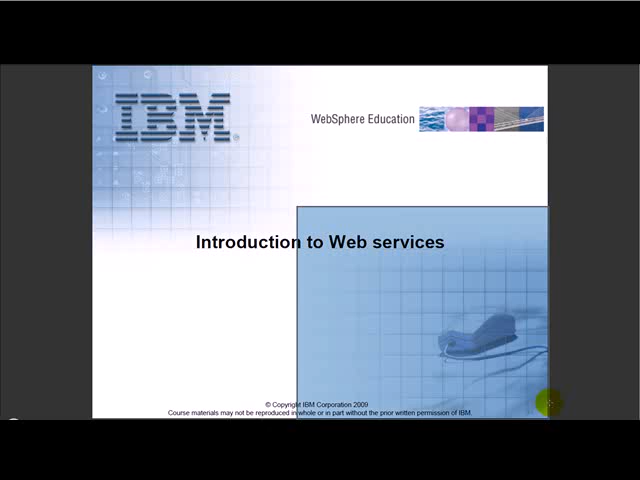 IBM®
WebSphere Education
Introduction to Web services
© Copyright IBM Corporation 2009
Course materials may not be reproduced in whole or in part without the prior written permission of IBM.